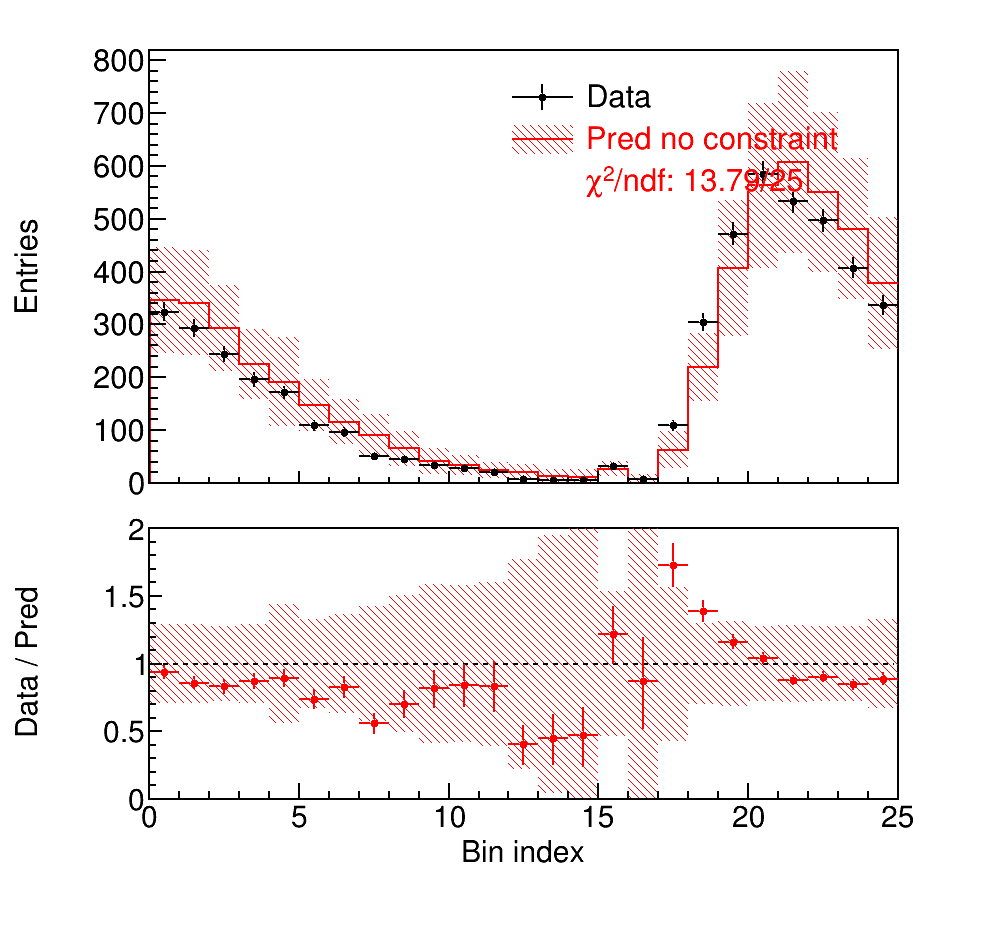 800
700
600
500
400
300
200
100
0
Entries
Data
Pred no constraint
χ²/ndf: 13.79/25
2
1.5
1
0.5
0
Data / Pred
0 5 10 15 20 25
Bin index